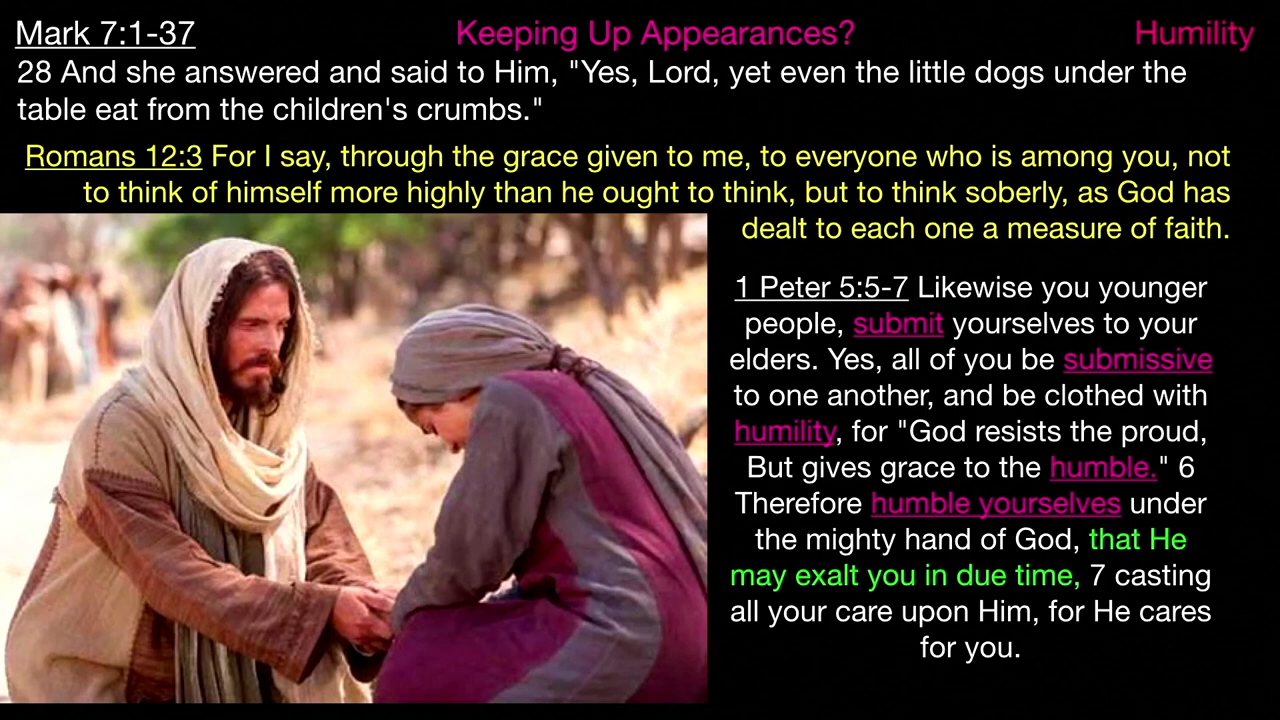 Mark 7:1-37 Keeping Up Appearances? Humility
28 And she answered and said to Him, "Yes, Lord, yet even the little dogs under the
table eat from the children's crumbs."
Romans 12:3 For I say, through the grace given to me, to everyone who is among you, not
to think of himself more highly than he ought to think, but to think soberly, as God has
dealt to each one a measure of faith.
1 Peter 5:5-7 Likewise you younger
people, submit yourselves to your
elders. Yes, all of you be submissive
to one another, and be clothed with
humility, for "God resists the proud,
But gives grace to the humble." 6
Therefore humble yourselves under
the mighty hand of God, that He
may exalt you in due time, 7 casting
all your care upon Him, for He cares
for you.